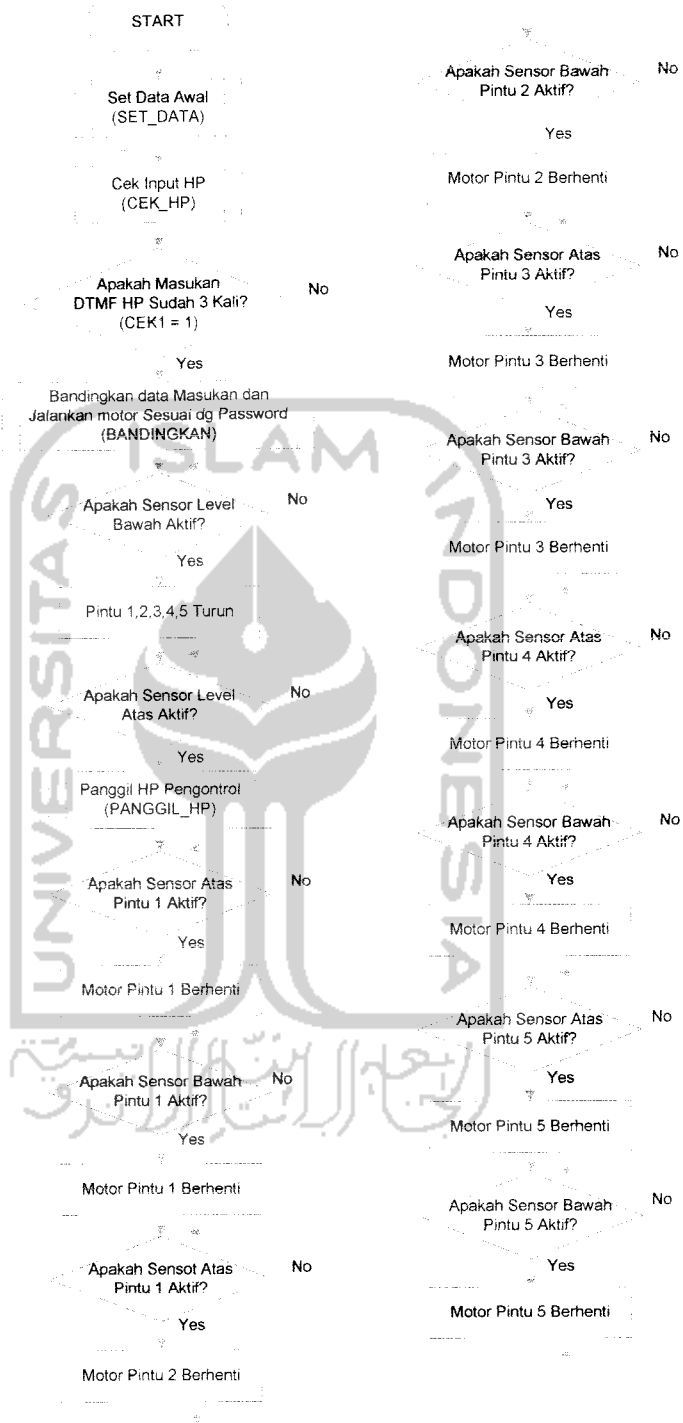 START
Set Data Awal
(SET_DATA)
Cek Input HP
(CEK_HP)
Apakah Masukan
DTMF HP Sudah 3 Kali?
(CEK1 = 1)
No
Yes
Bandingkan data Masukan dan
Jalankan motor Sesuai dg Password
(BANDINGKAN)
Apakah Sensor Level
Bawah Aktif?
No
Yes
Pintu 1,2,3,4,5 Turun
Apakah Sensor Level
Atas Aktif?
No
Yes
Panggil HP Pengontrol
(PANGGIL_HP)
Apakah Sensor Atas
Pintu 1 Aktif?
No
Yes
Motor Pintu 1 Berhenti
Apakah Sensor Bawah
Pintu 1 Aktif?
No
Yes
Motor Pintu 1 Berhenti
Apakah Sensot Atas
Pintu 1 Aktif?
No
Yes
Motor Pintu 2 Berhenti
Apakah Sensor Bawah
Pintu 2 Aktif?
No
Yes
Motor Pintu 2 Berhenti
Apakah Sensor Atas
Pintu 3 Aktif?
No
Yes
Motor Pintu 3 Berhenti
Apakah Sensor Bawah
Pintu 3 Aktif?
No
Yes
Motor Pintu 3 Berhenti
Apakah Sensor Atas
Pintu 4 Aktif?
No
Yes
Motor Pintu 4 Berhenti
Apakah Sensor Bawah
Pintu 4 Aktif?
No
Yes
Motor Pintu 4 Berhenti
Apakah Sensor Atas
Pintu 5 Aktif?
No
Yes
Motor Pintu 5 Berhenti
Apakah Sensor Bawah
Pintu 5 Aktif?
No
Yes
Motor Pintu 5 Berhenti
UNIVERSITAS
ISLAM
INDONESIA